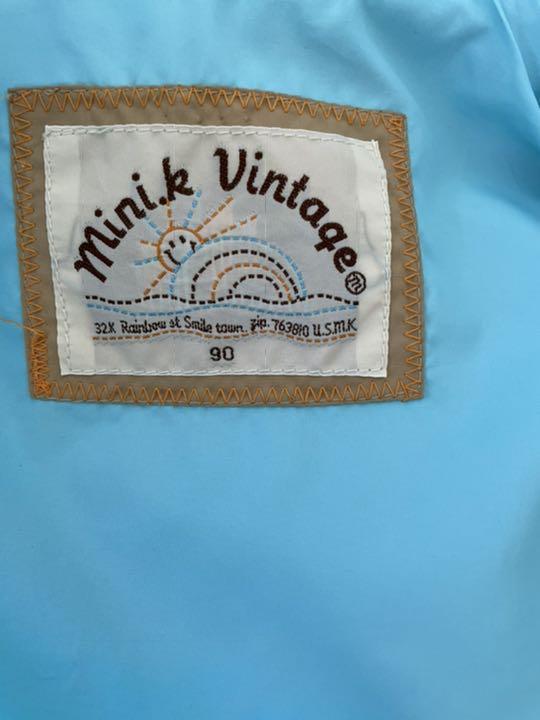 mini.k Vintage
32K Rainbow st Smile town. Zip. 763810 U.S.M.K
90